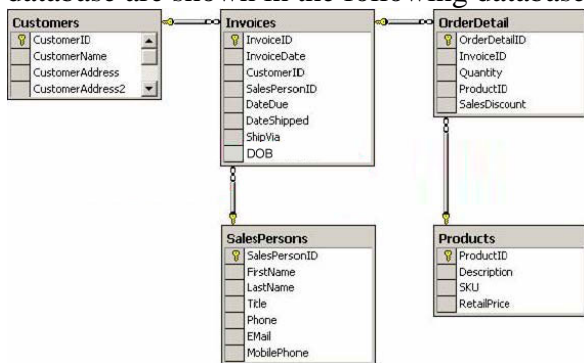 database are shown in the following database
Customers
CustomerID
CustomerName
CustomerAddress
CustomerAddress2
Invoices
InvoiceID
InvoiceDate
CustomerID
SalesPersonID
DateDue
DateShipped
ShipVia
DOB
OrderDetail
OrderDetailID
InvoiceID
Quantity
ProductID
SalesDiscount
SalesPersons
SalesPersonID
FirstName
LastName
Title
Phone
EMail
MobilePhone
Products
ProductID
Description
SKU
RetailPrice